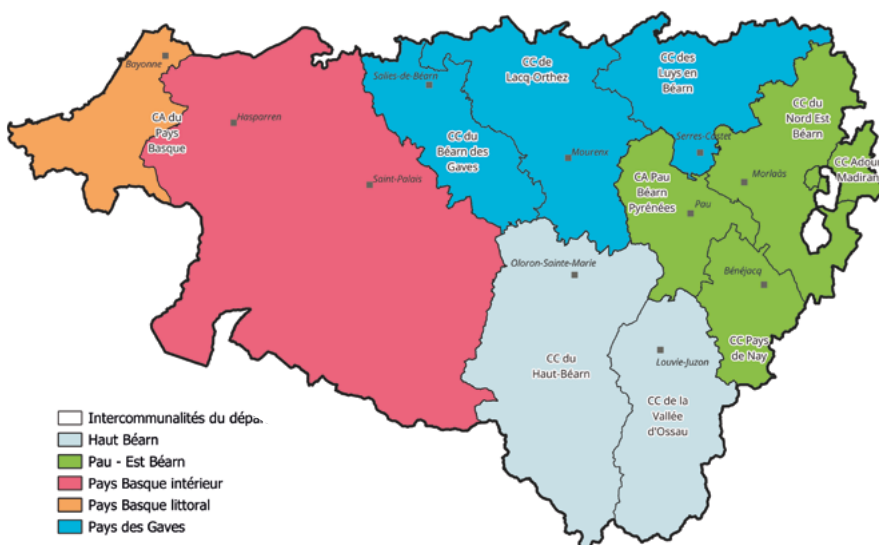 Bayonne
CA du
Pays
Basque
Hasparren
Saint-Palais
Salies-de-Béarn
CC du
Béarn des
Gaves
CC de
Lacq-Orthez
Mourenx
CC des
Luys en
Béarn
Serres-Castet
CC du
Nord Est
Béarn
Morlaàs
CC Adour
Madiran
CA Pau
Béarn
Pyrénées
Pau
Bénéjacq
CC Pays
de Nay
Oloron-Sainte-Marie
CC du
Haut-Béarn
Louvie-Juzon
CC de la
Vallée
d'Ossau
Intercommunalités du
Haut Béarn
Pau - Est Béarn
Pays Basque intérieur
Pays Basque littoral
Pays des Gaves